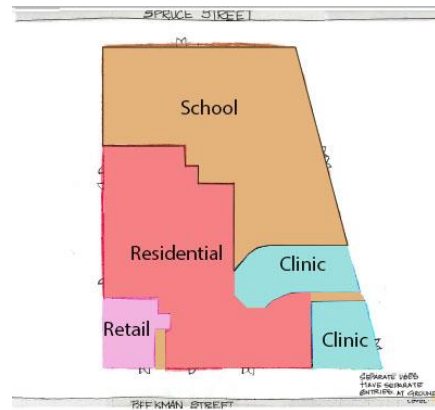 SPRUCE STREET
School
Residential
Clinic
Retail
Clinic
SEPARATE USES
HAVE SEPARATE
ENTRIES AT GROUND
LEVEL
BEEKMAN STREET